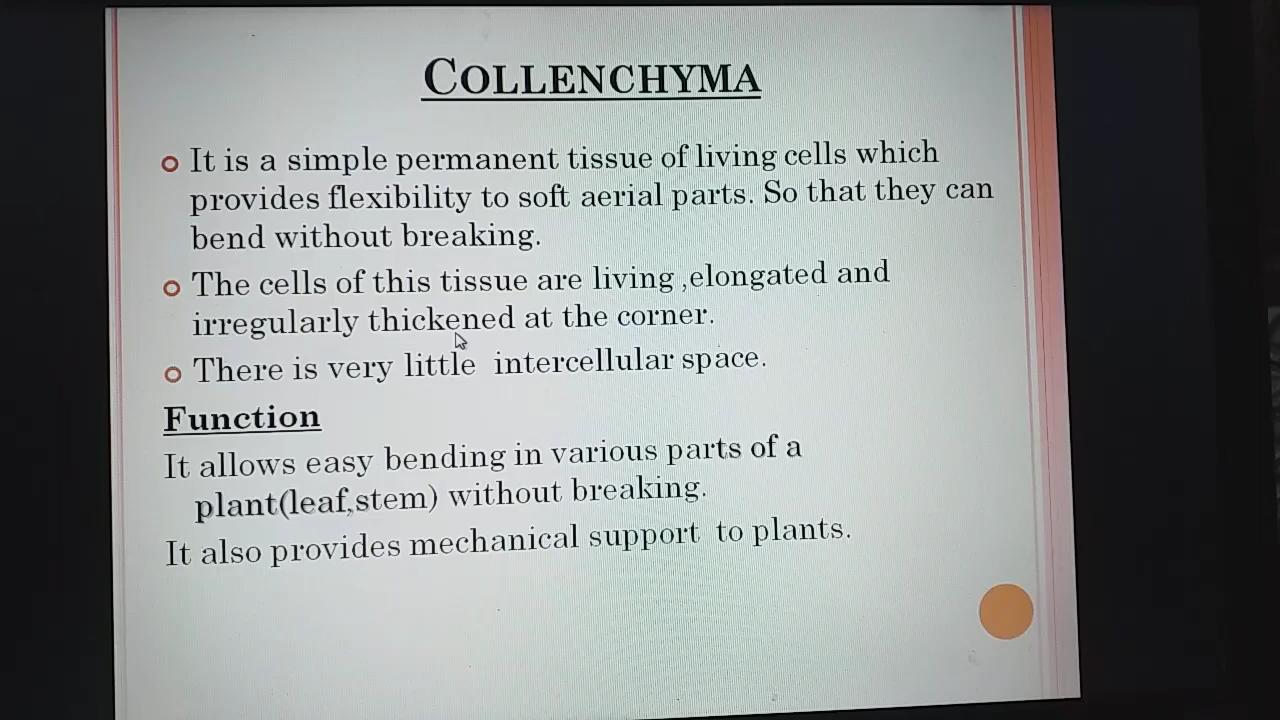 COLLENCHYMA
It is a simple permanent tissue of living cells which
provides flexibility to soft aerial parts. So that they can
bend without breaking.
The cells of this tissue are living ,elongated and
irregularly thickened at the corner.
There is very little intercellular space.
Function
It allows easy bending in various parts of a
plant(leaf,stem) without breaking.
It also provides mechanical support to plants.